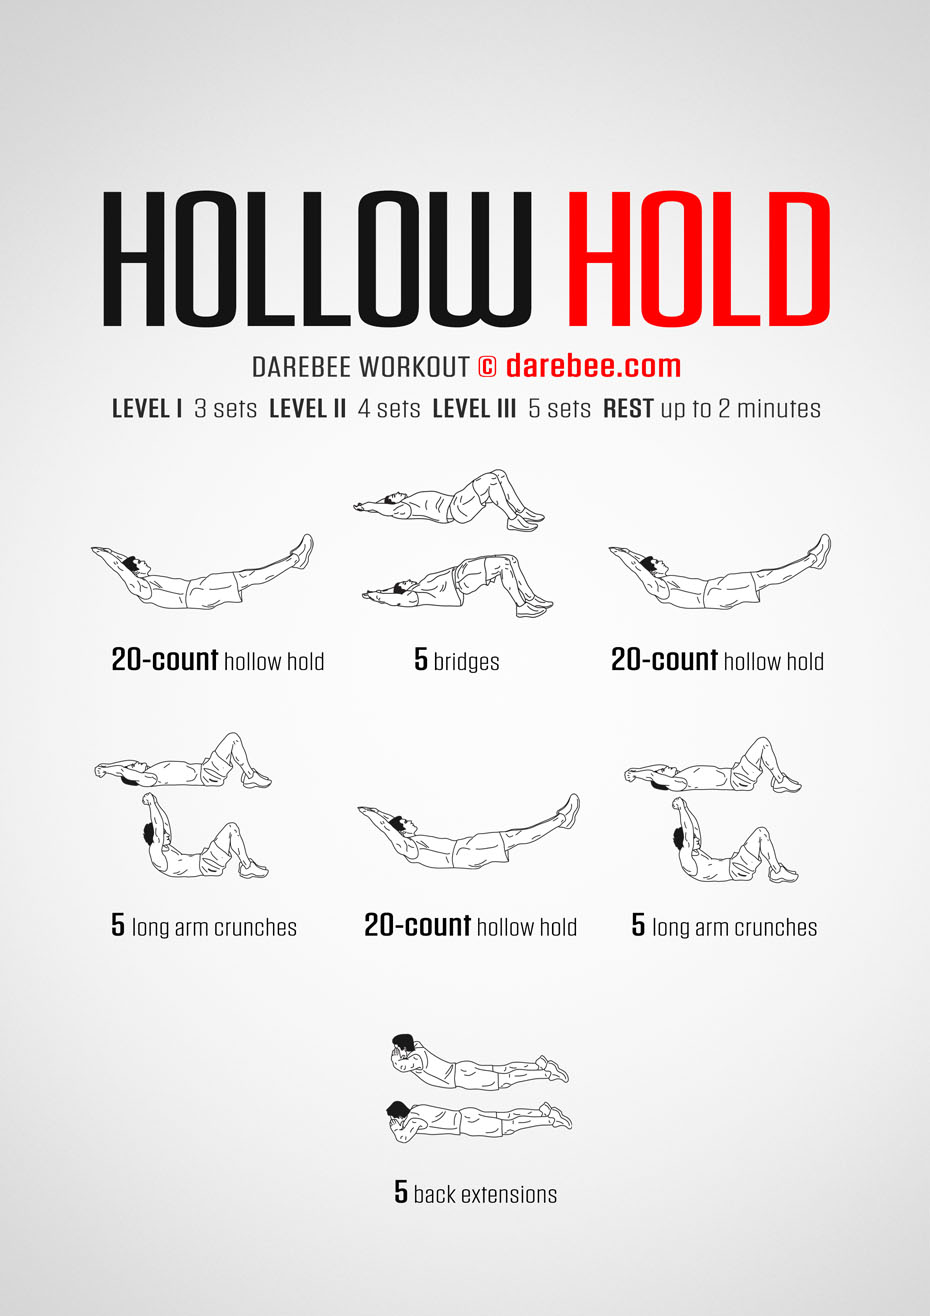 HOLLOW HOLD
DAREBEE WORKOUT © darebee.com
LEVEL I 3 sets LEVEL II 4 sets LEVEL III 5 sets REST up to 2 minutes
20-count hollow hold
5 bridges
20-count hollow hold
5 long arm crunches
20-count hollow hold
5 long arm crunches
5 back extensions